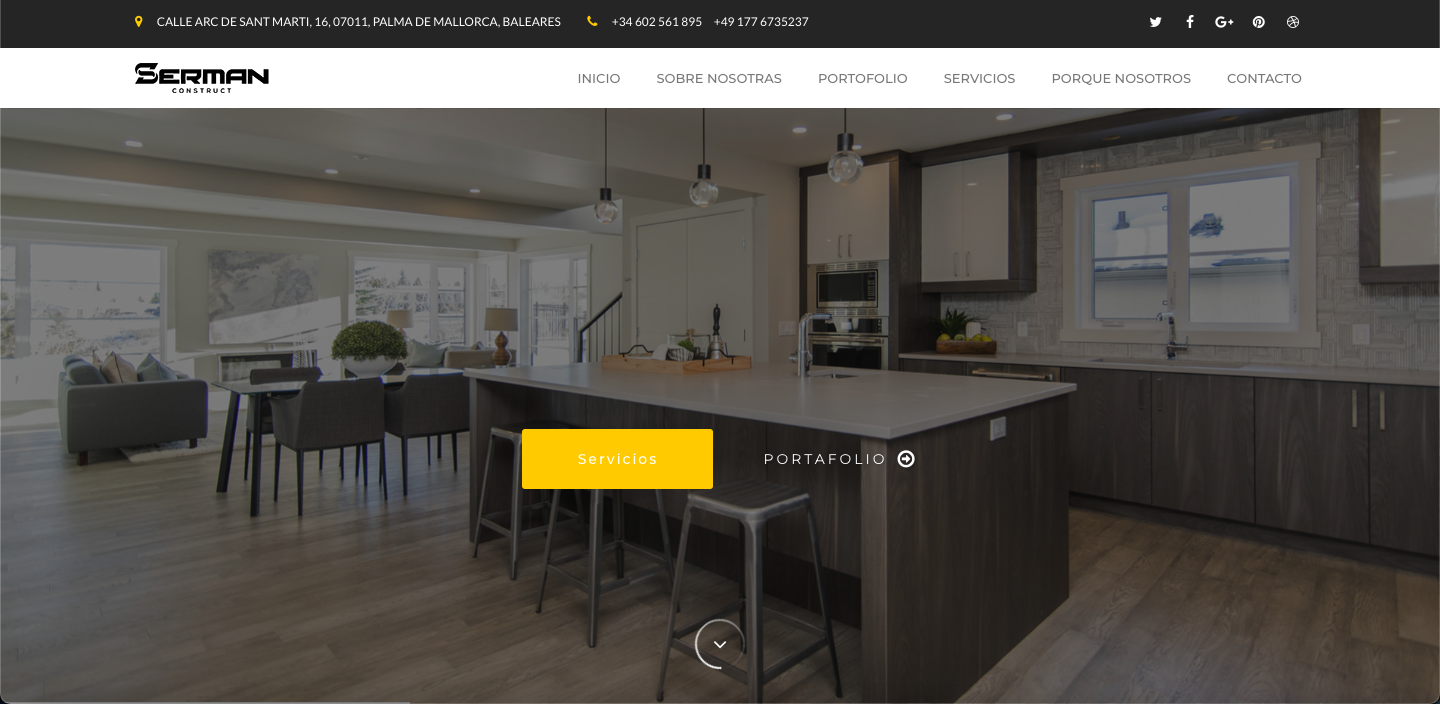 CALLE ARC DE SANT MARTI, 16, 07011, PALMA DE MALLORCA, BALEARES +34 602 561 895 +49 177 6735237
SERMAN
CONSTRUCT
INICIO SOBRE NOSOTRAS PORTOFOLIO SERVICIOS PORQUE NOSOTROS CONTACTO
Servicios PORTAFOLIO